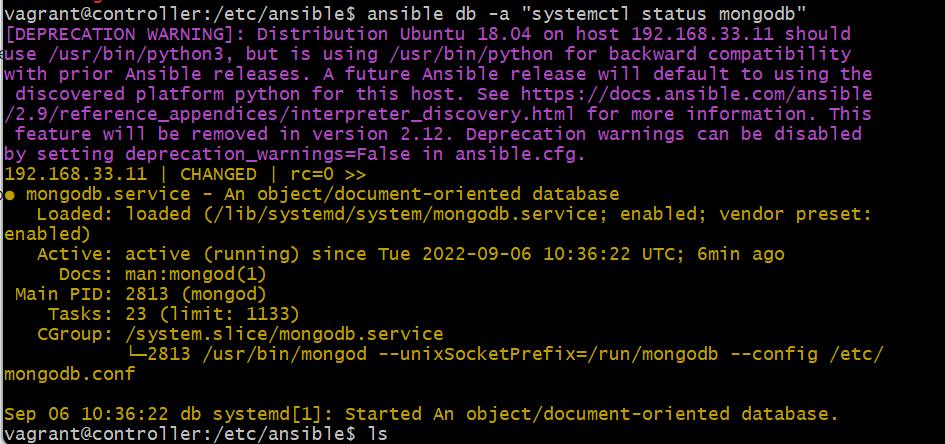 vagrant@controller:/etc/ansible$ ansible db -a "systemctl status mongodb"
[DEPRECATION WARNING]: Distribution Ubuntu 18.04 on host 192.168.33.11 should
use /usr/bin/python3, but is using /usr/bin/python for backward compatibility
with prior Ansible releases. A future Ansible release will default to using the
 discovered platform python for this host. See https://docs.ansible.com/ansible
/2.9/reference_appendices/interpreter_discovery.html for more information. This
 feature will be removed in version 2.12. Deprecation warnings can be disabled
by setting deprecation_warnings=False in ansible.cfg.
192.168.33.11 | CHANGED | rc=0 >>
● mongodb.service - An object/document-oriented database
   Loaded: loaded (/lib/systemd/system/mongodb.service; enabled; vendor preset:
enabled)
   Active: active (running) since Tue 2022-09-06 10:36:22 UTC; 6min ago
     Docs: man:mongod(1)
 Main PID: 2813 (mongod)
    Tasks: 23 (limit: 1133)
   CGroup: /system.slice/mongodb.service
           └─2813 /usr/bin/mongod --unixSocketPrefix=/run/mongodb --config /etc/
mongodb.conf
Sep 06 10:36:22 db systemd[1]: Started An object/document-oriented database.
vagrant@controller:/etc/ansible$ ls